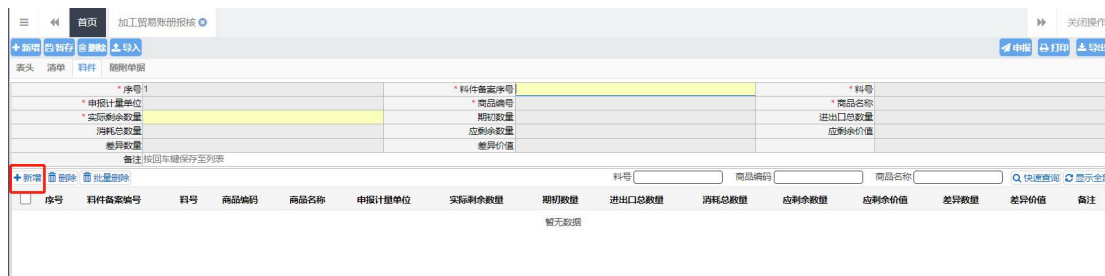 首页 加工贸易账册报核 关闭操作
新增 暂存 删除 导入 申报 打印 导出
表头 清单 料件 随附单据
*序号 1 *料件备案序号 *料号
*申报计量单位 *商品编号 *商品名称
*实际剩余数量 期初数量 进出口总数量
消耗总数量 应剩余数量 应剩余价值
差异数量 差异价值
备注 按回车键保存至列表
新增 删除 批量删除 料号 商品编码 商品名称 快速查询 显示全
序号 料件备案编号 料号 商品编码 商品名称 申报计量单位 实际剩余数量 期初数量 进出口总数量 消耗总数量 应剩余数量 应剩余价值 差异数量 差异价值 备注
暂无数据